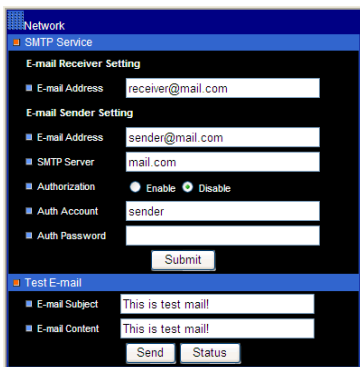 Network
SMTP Service
E-mail Receiver Setting
E-mail Address receiver@mail.com
E-mail Sender Setting
E-mail Address sender@mail.com
SMTP Server mail.com
Authorization Enable Disable
Auth Account sender
Auth Password
Submit
Test E-mail
E-mail Subject This is test mail!
E-mail Content This is test mail!
Send Status